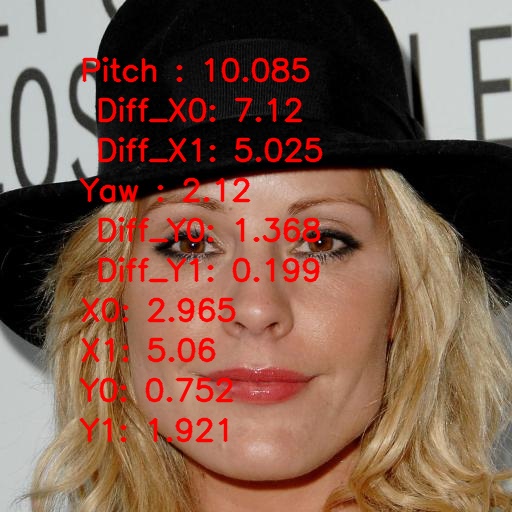 Pitch : 10.085
Diff_X0: 7.12
Diff_X1: 5.025
Yaw : 2.12
Diff_Y0: 1.368
Diff_Y1: 0.199
X0: 2.965
X1: 5.06
Y0: 0.752
Y1: 1.921